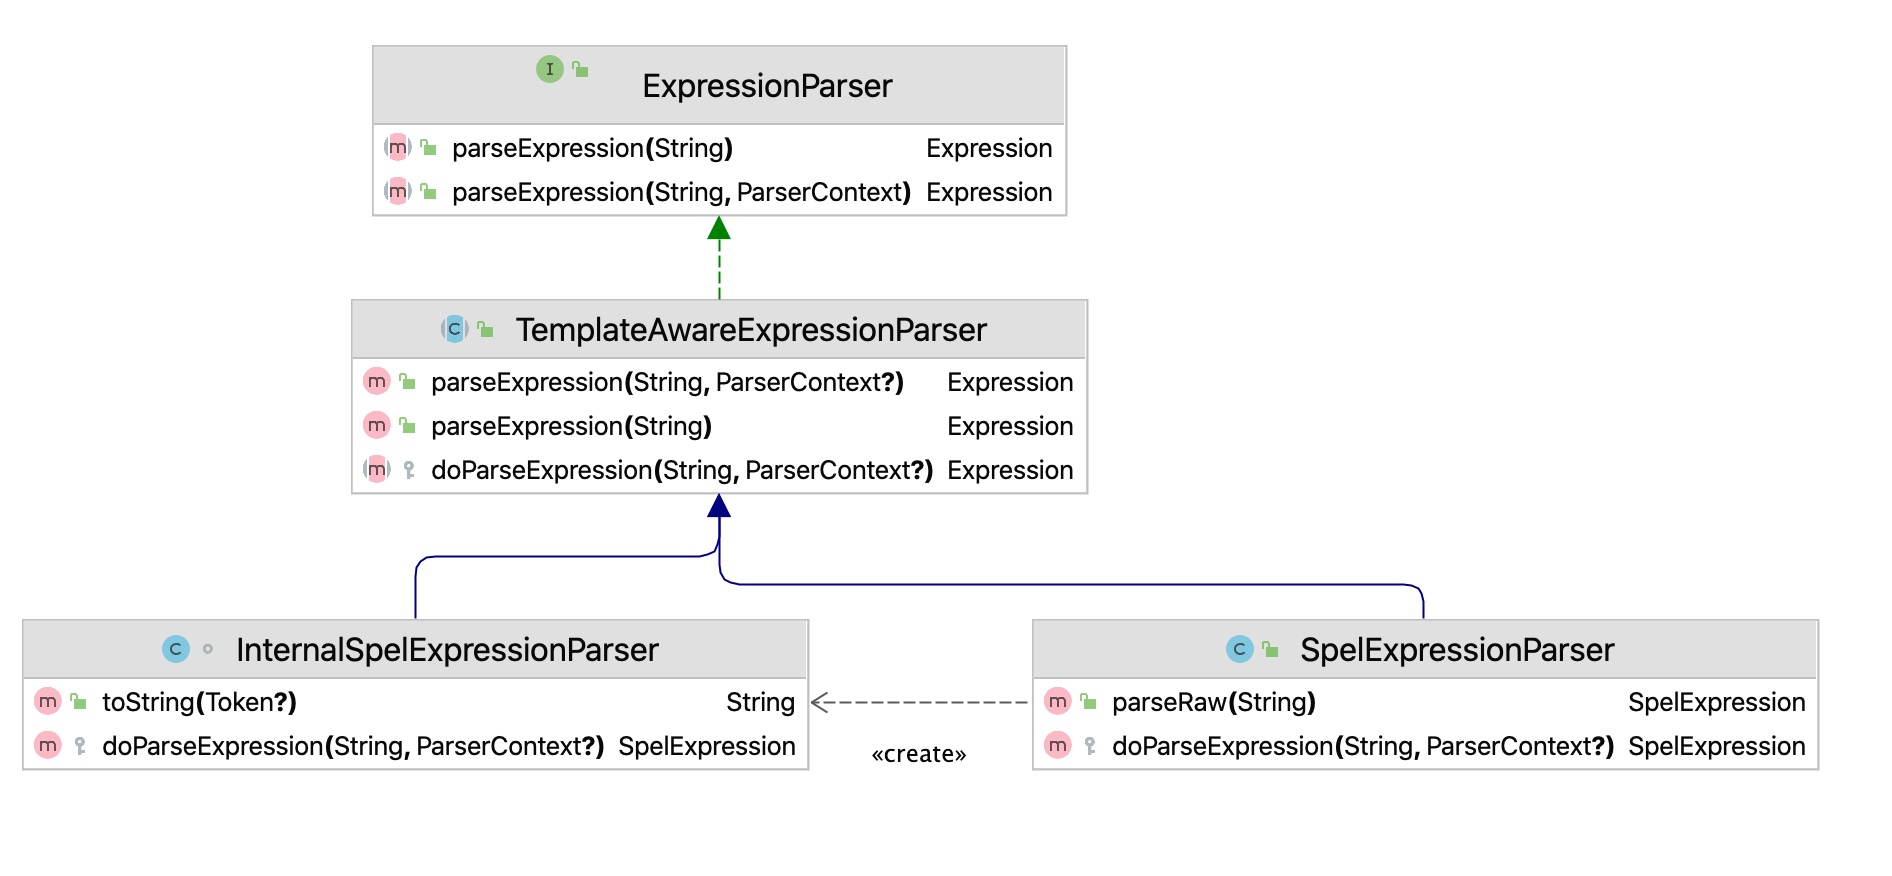 I ExpressionParser
m parseExpression(String) Expression
m parseExpression(String, ParserContext) Expression
C TemplateAwareExpressionParser
m parseExpression(String, ParserContext?) Expression
m parseExpression(String) Expression
m doParseExpression(String, ParserContext?) Expression
C InternalSpelExpressionParser
m toString(Token?) String
m doParseExpression(String, ParserContext?) SpelExpression
«create»
C SpelExpressionParser
m parseRaw(String) SpelExpression
m doParseExpression(String, ParserContext?) SpelExpression